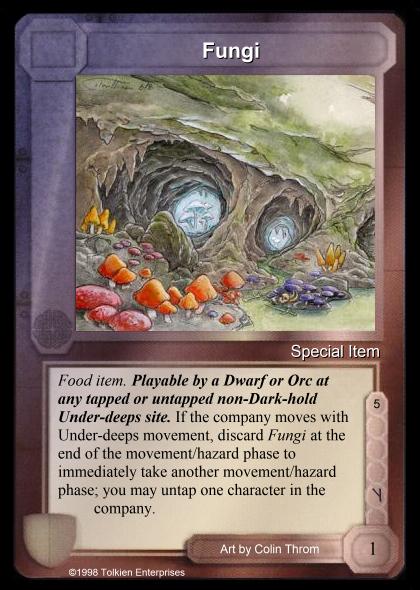 Fungi
Special Item
Food item. Playable by a Dwarf or Orc at
any tapped or untapped non-Dark-hold
Under-deeps site. If the company moves with
Under-deeps movement, discard Fungi at the
end of the movement/hazard phase to
immediately take another movement/hazard
phase; you may untap one character in the
company.
5
Art by Colin Throm
1
©1998 Tolkien Enterprises